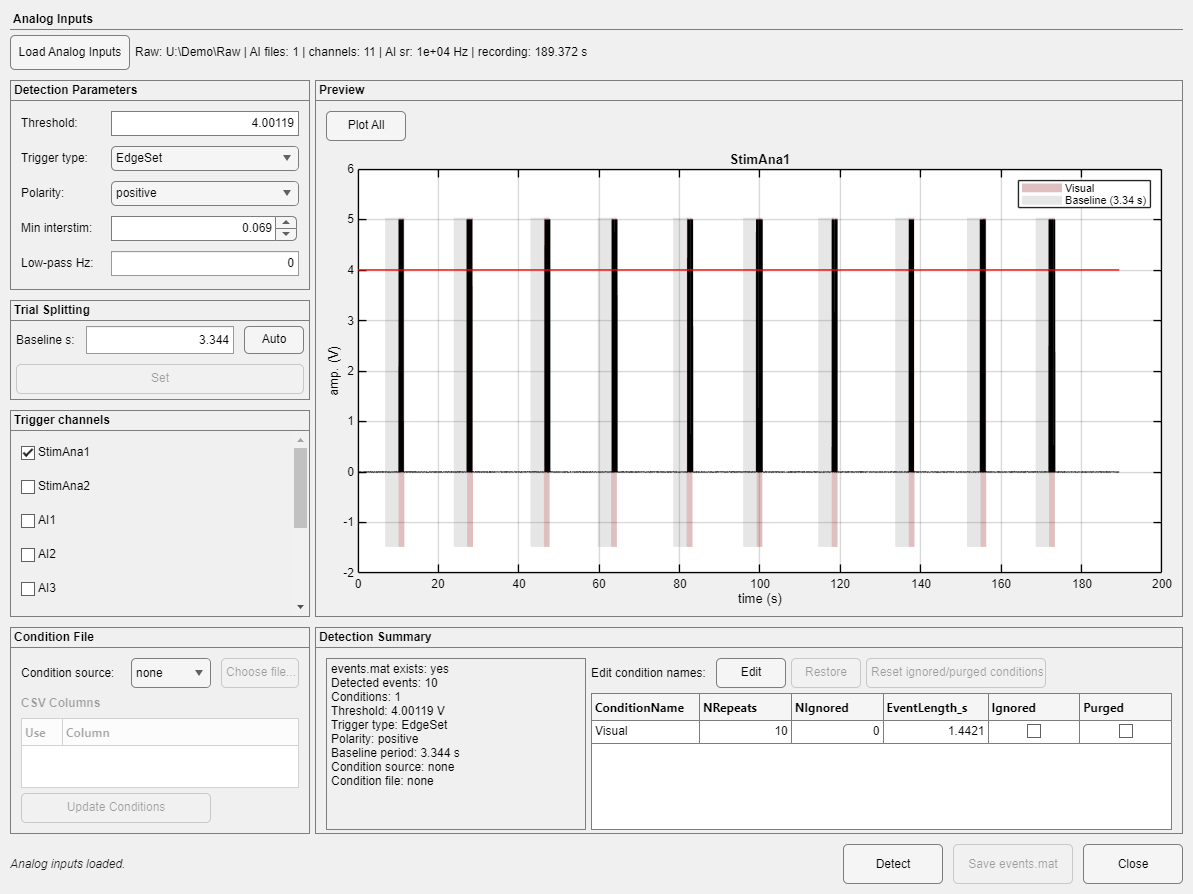 Analog Inputs
Load Analog Inputs Raw: U:\Demo\Raw | AI files: 1 | channels: 11 | AI sr: 1e+04 Hz | recording: 189.372 s
Detection Parameters
Threshold: 4.00119
Trigger type: EdgeSet
Polarity: positive
Min interstim: 0.069
Low-pass Hz: 0
Trial Splitting
Baseline s: 3.344 Auto
Set
Trigger channels
StimAna1
StimAna2
AI1
AI2
AI3
Preview
Plot All
StimAna1
Visual
Baseline (3.34 s)
6
5
4
3
2
1
0
-1
-2
amp. (V)
0 20 40 60 80 100 120 140 160 180 200
time (s)
Condition File
Condition source: none Choose file...
CSV Columns
Use Column
Update Conditions
Detection Summary
events.mat exists: yes
Detected events: 10
Conditions: 1
Threshold: 4.00119 V
Trigger type: EdgeSet
Polarity: positive
Baseline period: 3.344 s
Condition source: none
Condition file: none
Edit condition names: Edit Restore Reset ignored/purged conditions
ConditionName NRepeats NIgnored EventLength_s Ignored Purged
Visual 10 0 1.4421
Analog inputs loaded.
Detect Save events.mat Close